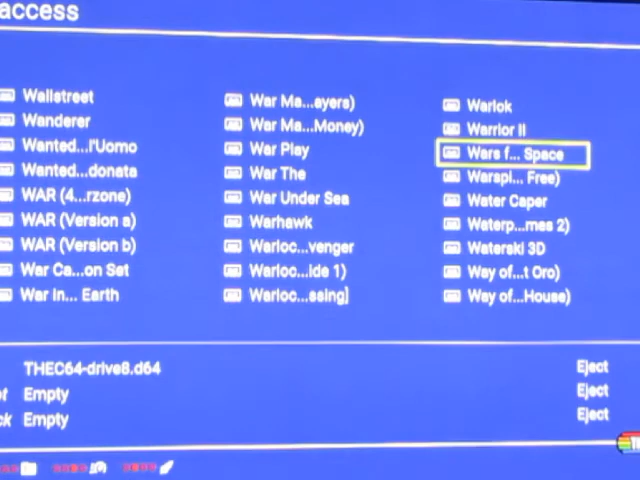 access
Wallstreet
Wanderer
Wanted...l'Uomo
Wanted...donata
WAR (4...rzone)
WAR (Version a)
WAR (Version b)
War Ca...on Set
War In... Earth
War Ma...ayers)
War Ma...Money)
War Play
War The
War Under Sea
Warhawk
Warloc...venger
Warloc...ide 1)
Warloc...ssing]
Warlok
Warrior II
Wars f... Space
Warspi... Free)
Water Caper
Waterp...mes 2)
Waterski 3D
Way of...t Oro)
Way of...House)
THEC64-drive8.d64 Eject
Empty Eject
Empty Eject